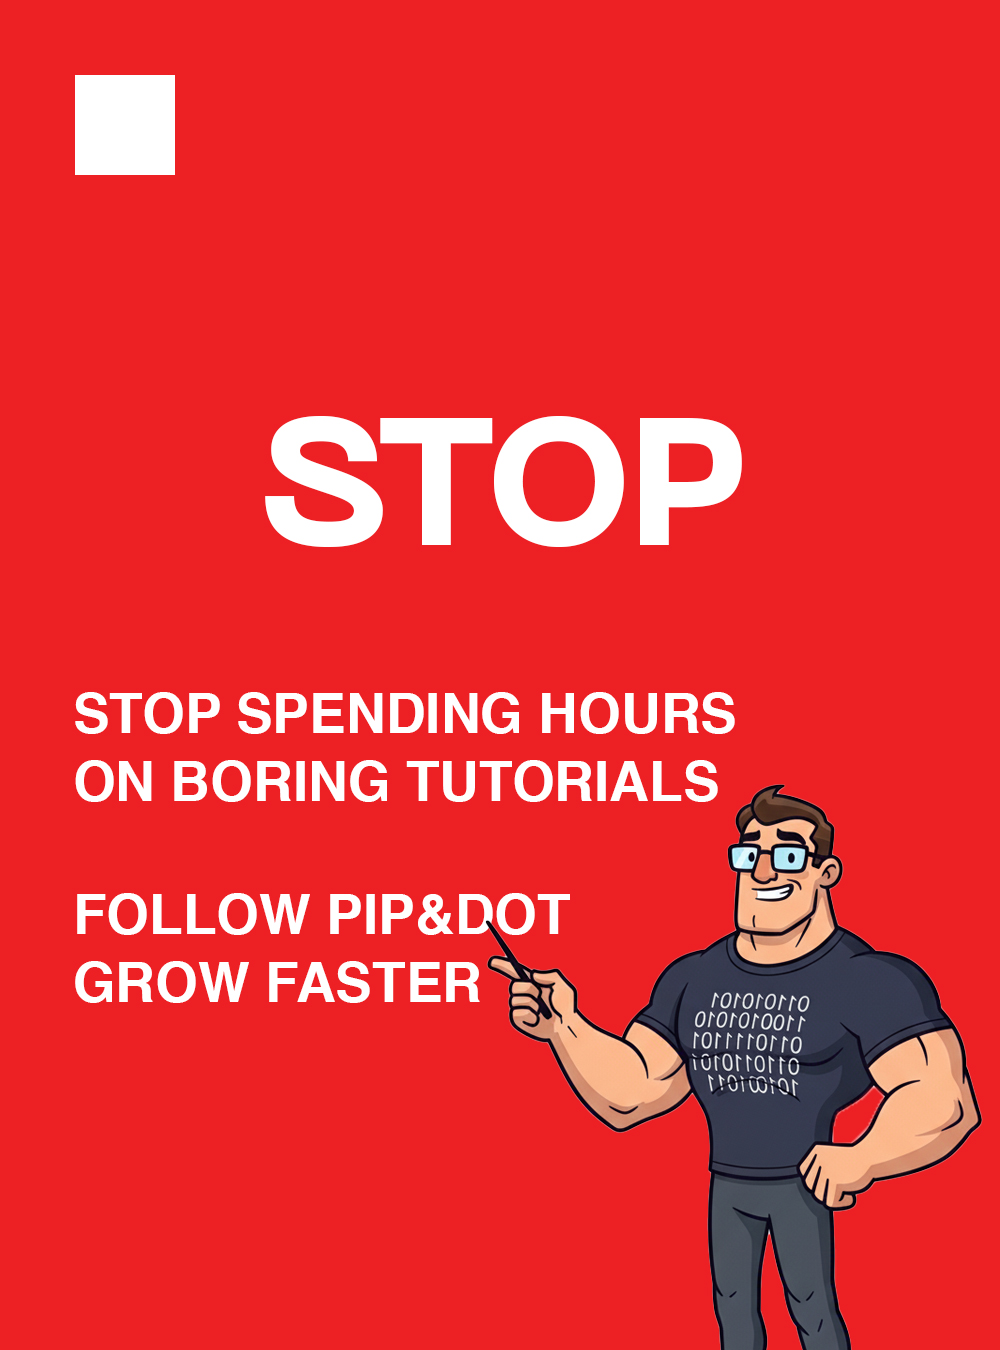 STOP
STOP SPENDING HOURS
ON BORING TUTORIALS
FOLLOW PIP&DOT
GROW FASTER